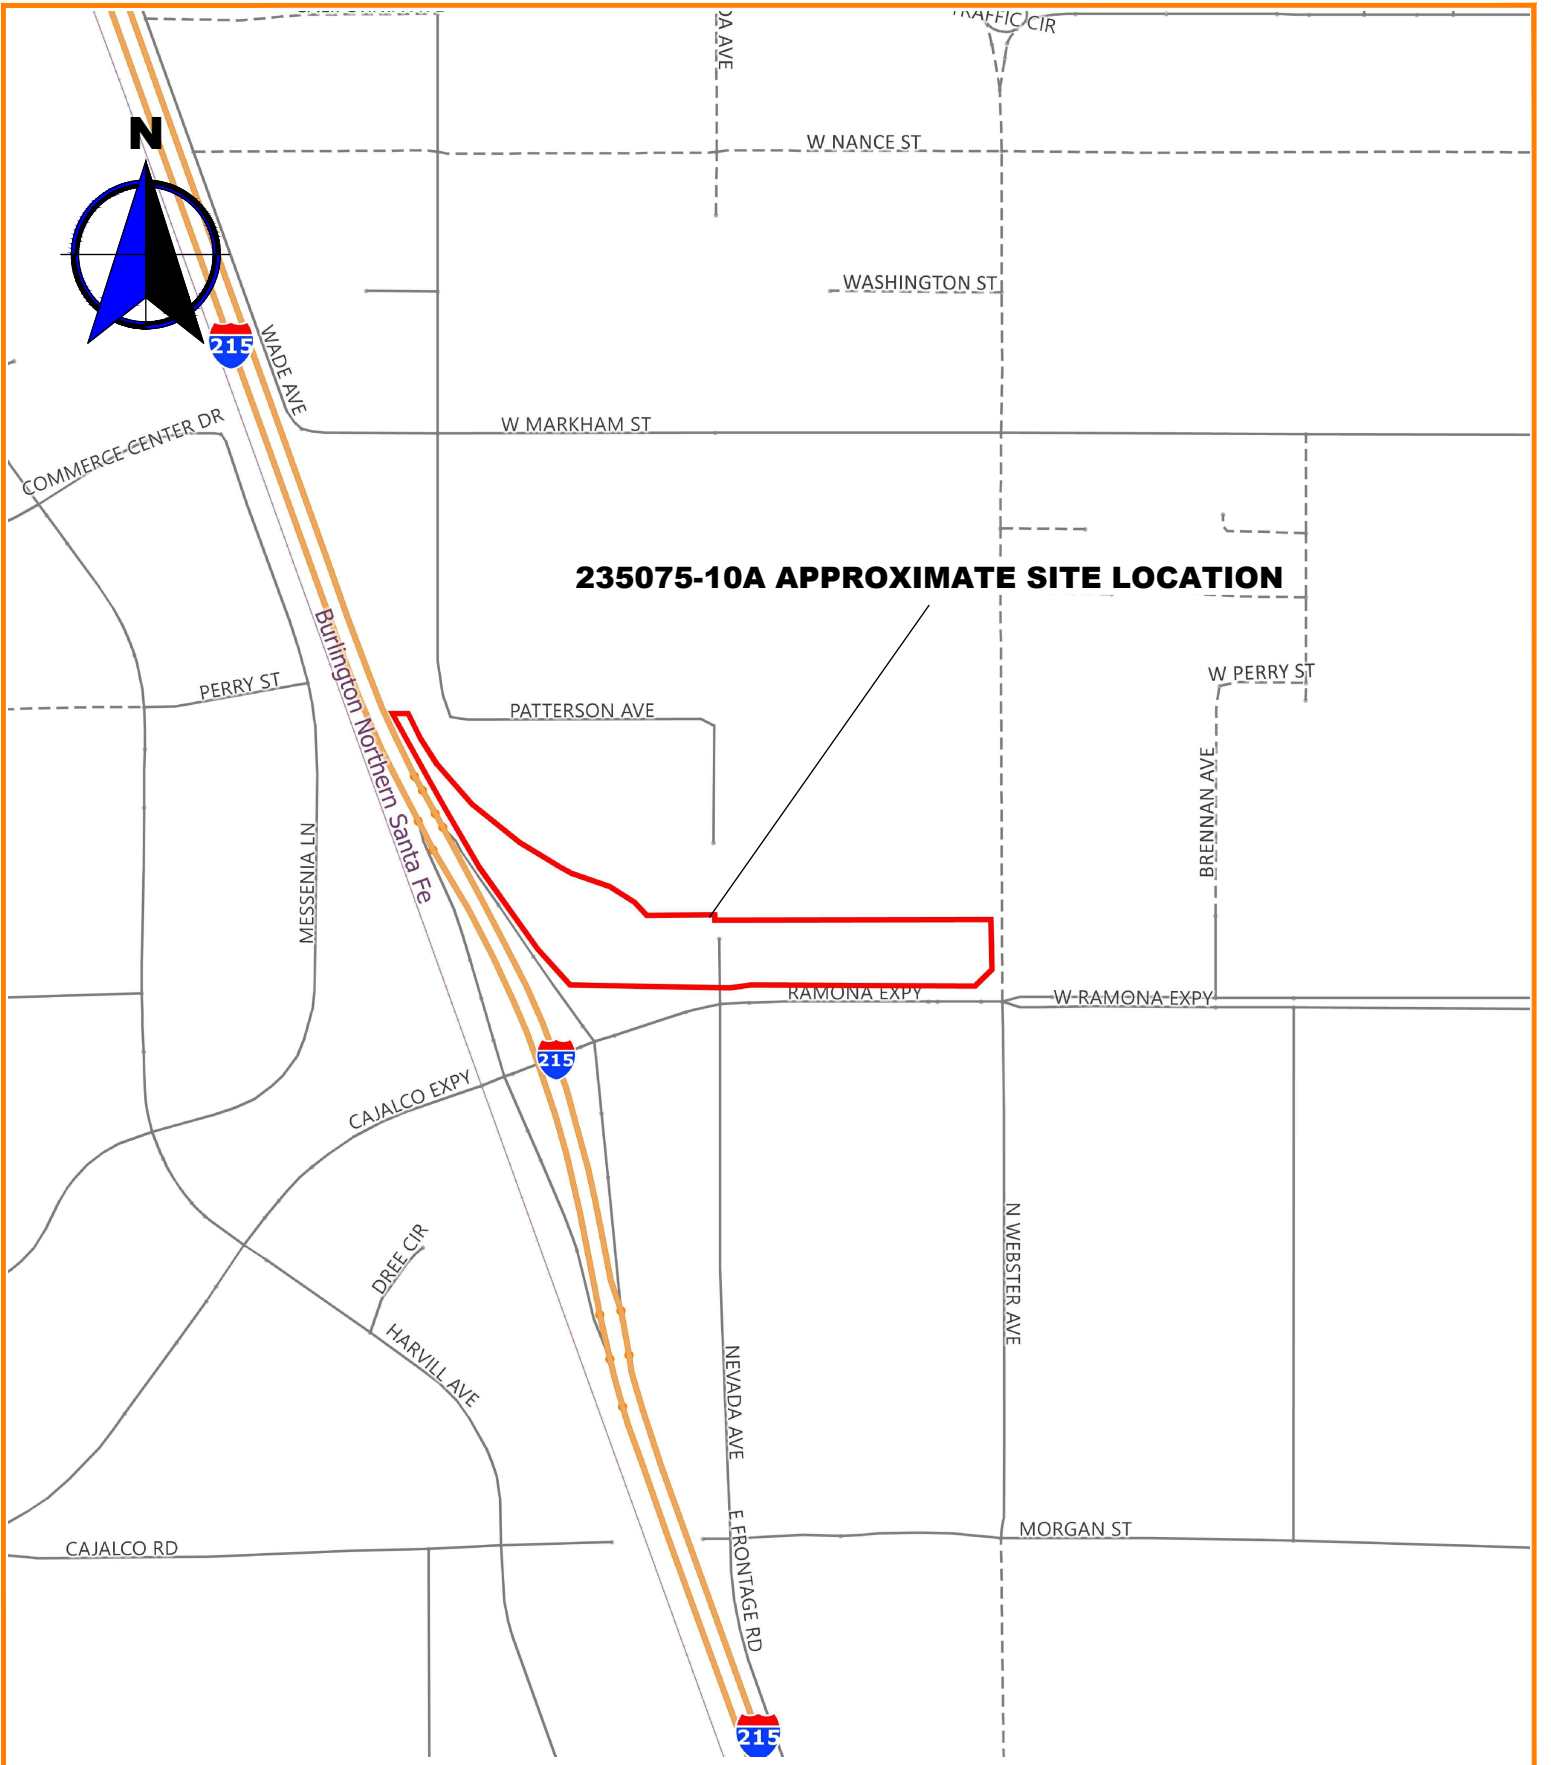 TRAFFIC CIR
N
W NANCE ST
WASHINGTON ST
215
WADE AVE
W MARKHAM ST
COMMERCE CENTER DR
235075-10A APPROXIMATE SITE LOCATION
Burlington Northern Santa Fe
PERRY ST
W PERRY ST
PATTERSON AVE
BRENNAN AVE
MESSENIA LN
RAMONA EXPY
W RAMONA EXPY
215
CAJALCO EXPY
DREE CIR
N WEBSTER AVE
HARVILL AVE
NEVADA AVE
E FRONTAGE RD
MORGAN ST
CAJALCO RD
215